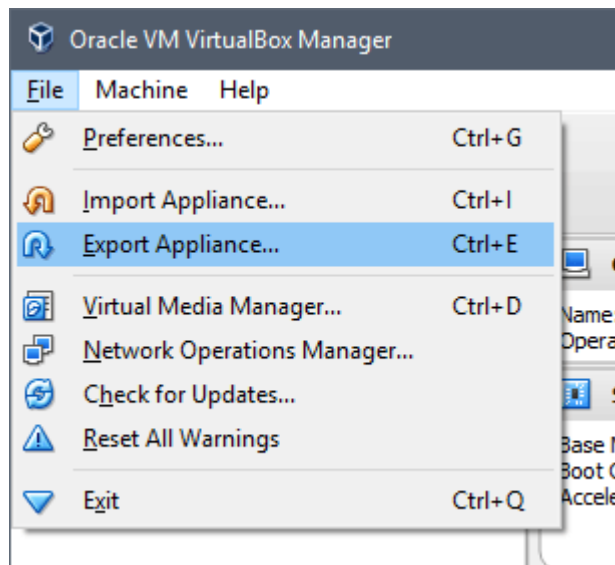 Oracle VM VirtualBox Manager
File Machine Help
Preferences... Ctrl+G
Import Appliance... Ctrl+I
Export Appliance... Ctrl+E
Virtual Media Manager... Ctrl+D
Network Operations Manager...
Check for Updates...
Reset All Warnings
Exit Ctrl+Q
Name
Base
Boot